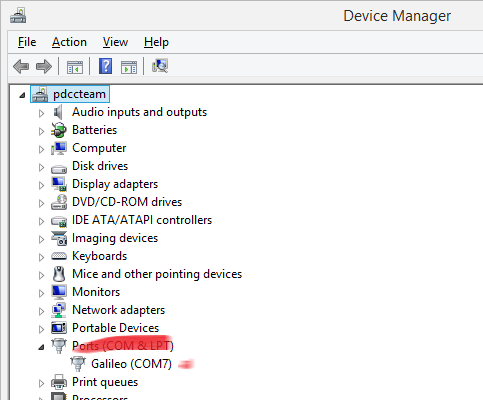 Device Manager
File Action View Help
pdccteam
Audio inputs and outputs
Batteries
Computer
Disk drives
Display adapters
DVD/CD-ROM drives
IDE ATA/ATAPI controllers
Imaging devices
Keyboards
Mice and other pointing devices
Monitors
Network adapters
Portable Devices
Ports (COM & LPT)
Galileo (COM7)
Print queues
Processors